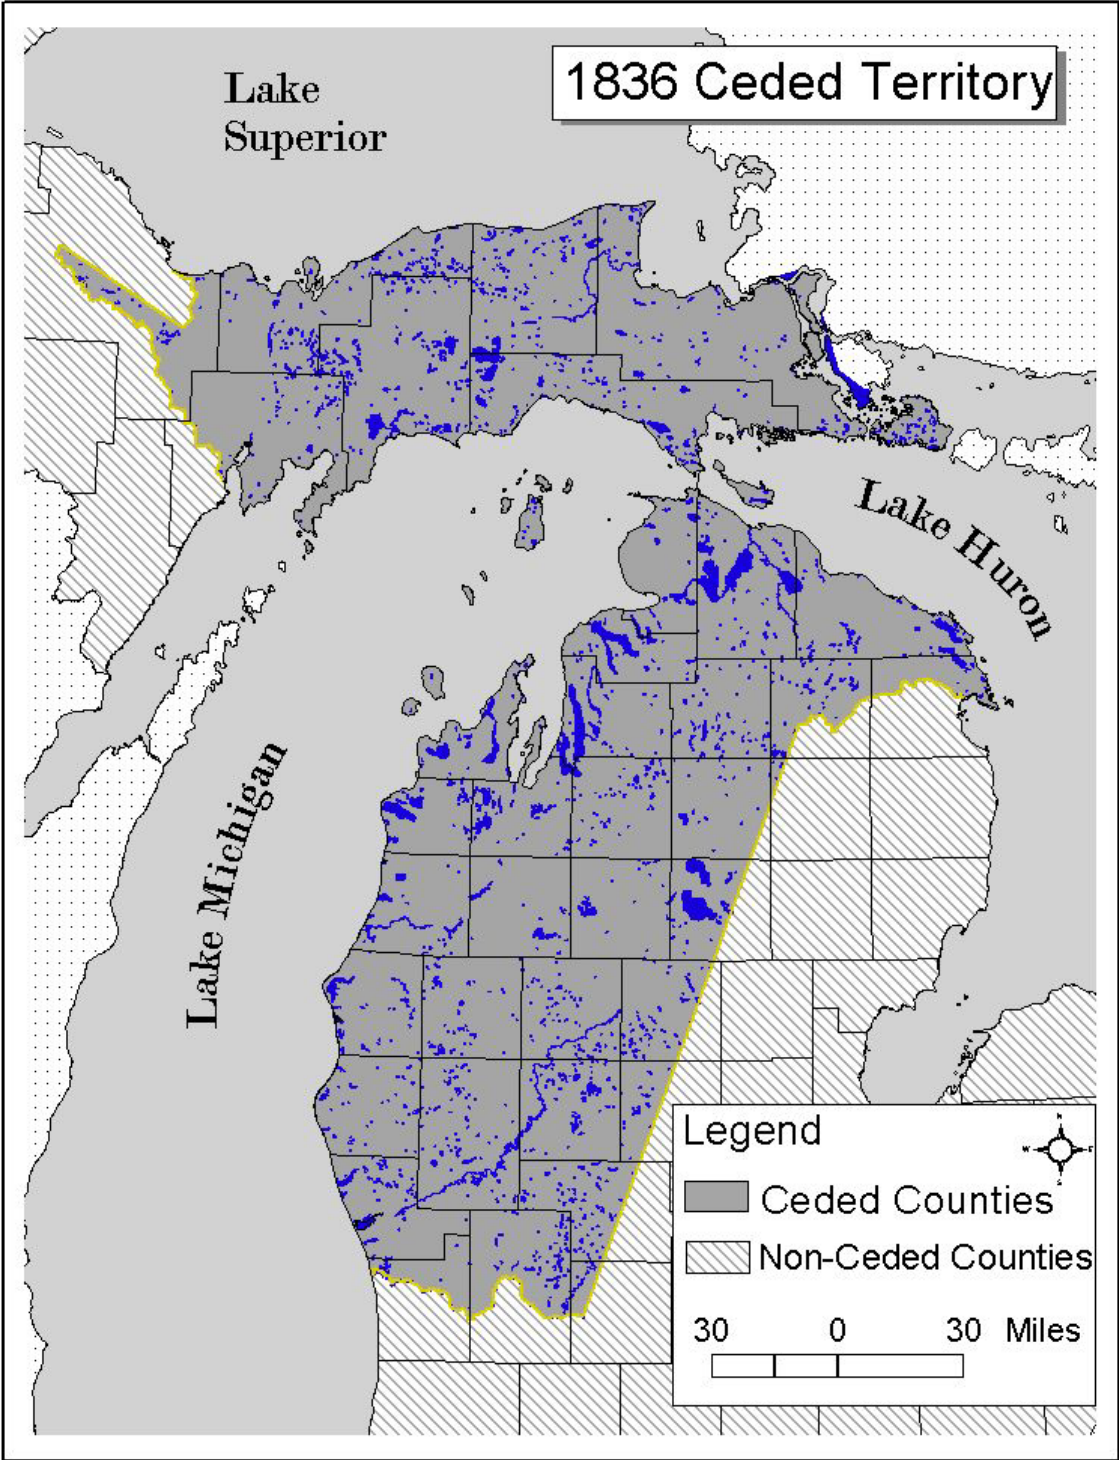 Lake
Superior
1836 Ceded Territory
Lake Huron
Lake Michigan
Legend
N
W E
S
Ceded Counties
Non-Ceded Counties
30 0 30 Miles